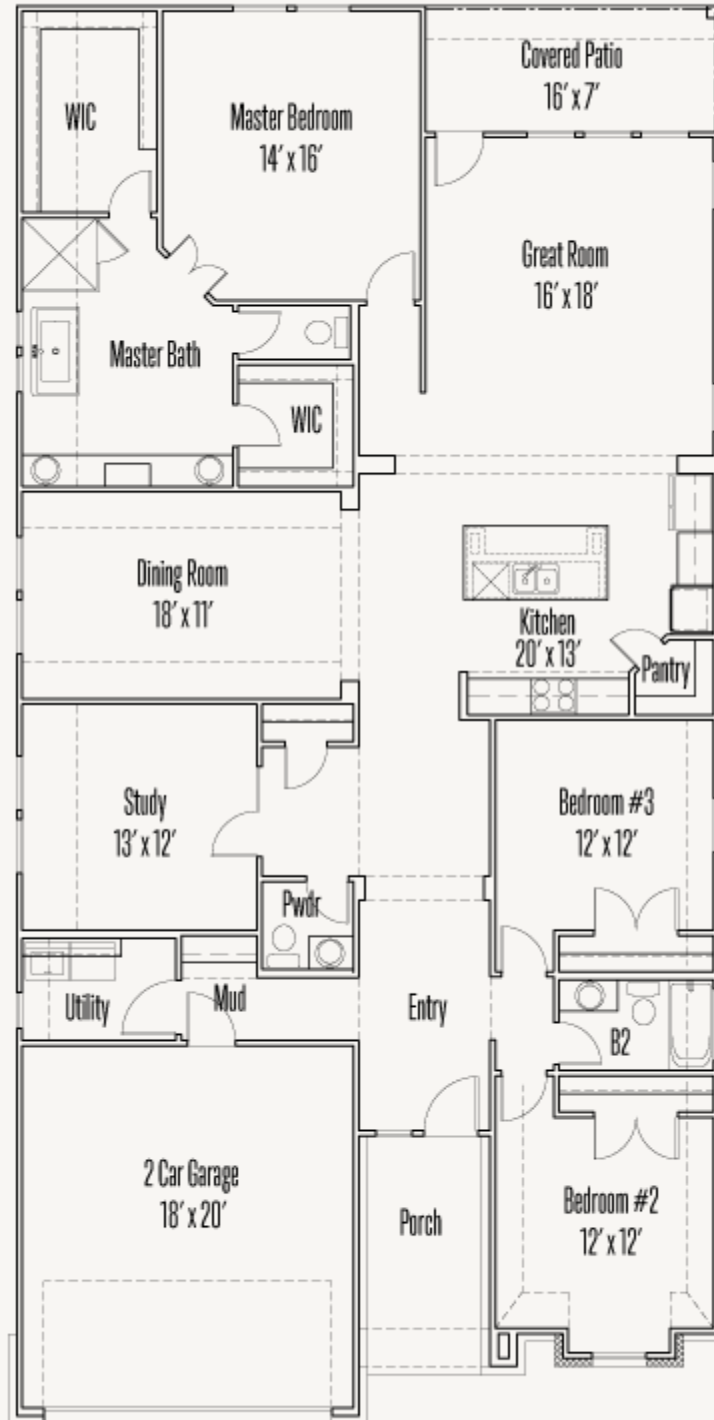 Covered Patio
16' x 7'
WIC
Master Bedroom
14' x 16'
Great Room
16' x 18'
Master Bath
WIC
Dining Room
18' x 11'
Kitchen
20' x 13'
Pantry
Study
13' x 12'
Bedroom #3
12' x 12'
Pwdr
Utility
Mud
Entry
B2
2 Car Garage
18' x 20'
Porch
Bedroom #2
12' x 12'